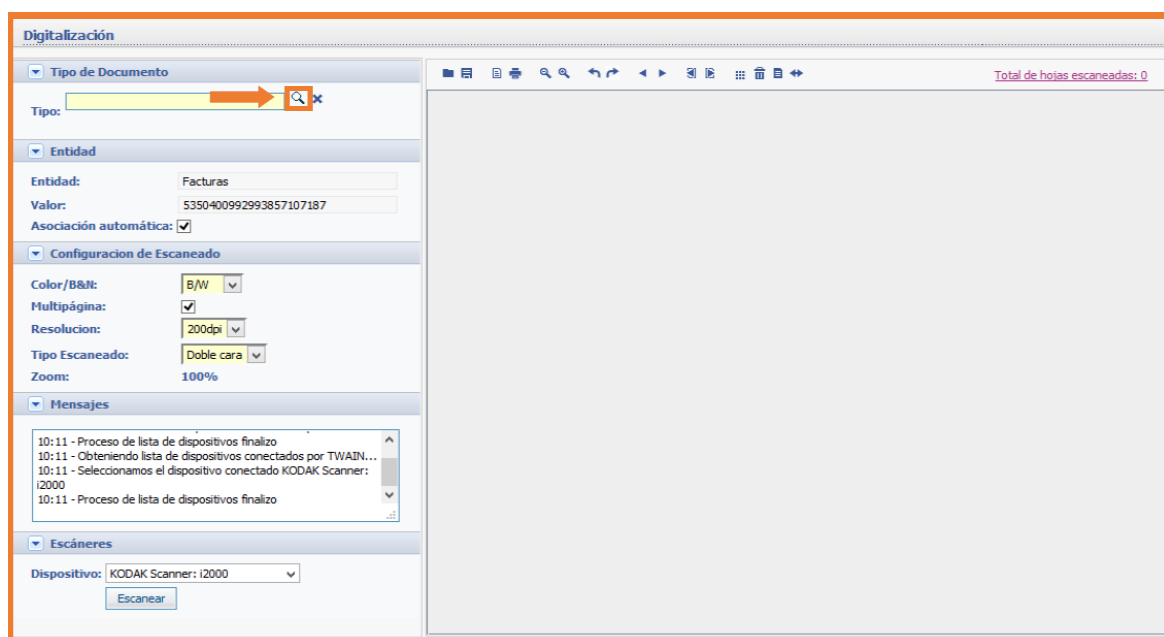 Digitalización
Tipo de Documento
Total de hojas escaneadas: 0
Tipo:
Entidad
Entidad: Facturas
Valor: 5350400992993857107187
Asociación automática:
Configuracion de Escaneado
Color/B&N: B/W
Multipágina:
Resolucion: 200dpi
Tipo Escaneado: Doble cara
Zoom: 100%
Mensajes
10:11 - Proceso de lista de dispositivos finalizo
10:11 - Obteniendo lista de dispositivos conectados por TWAIN...
10:11 - Seleccionamos el dispositivo conectado KODAK Scanner:
i2000
10:11 - Proceso de lista de dispositivos finalizo
Escáneres
Dispositivo: KODAK Scanner: i2000
Escanear